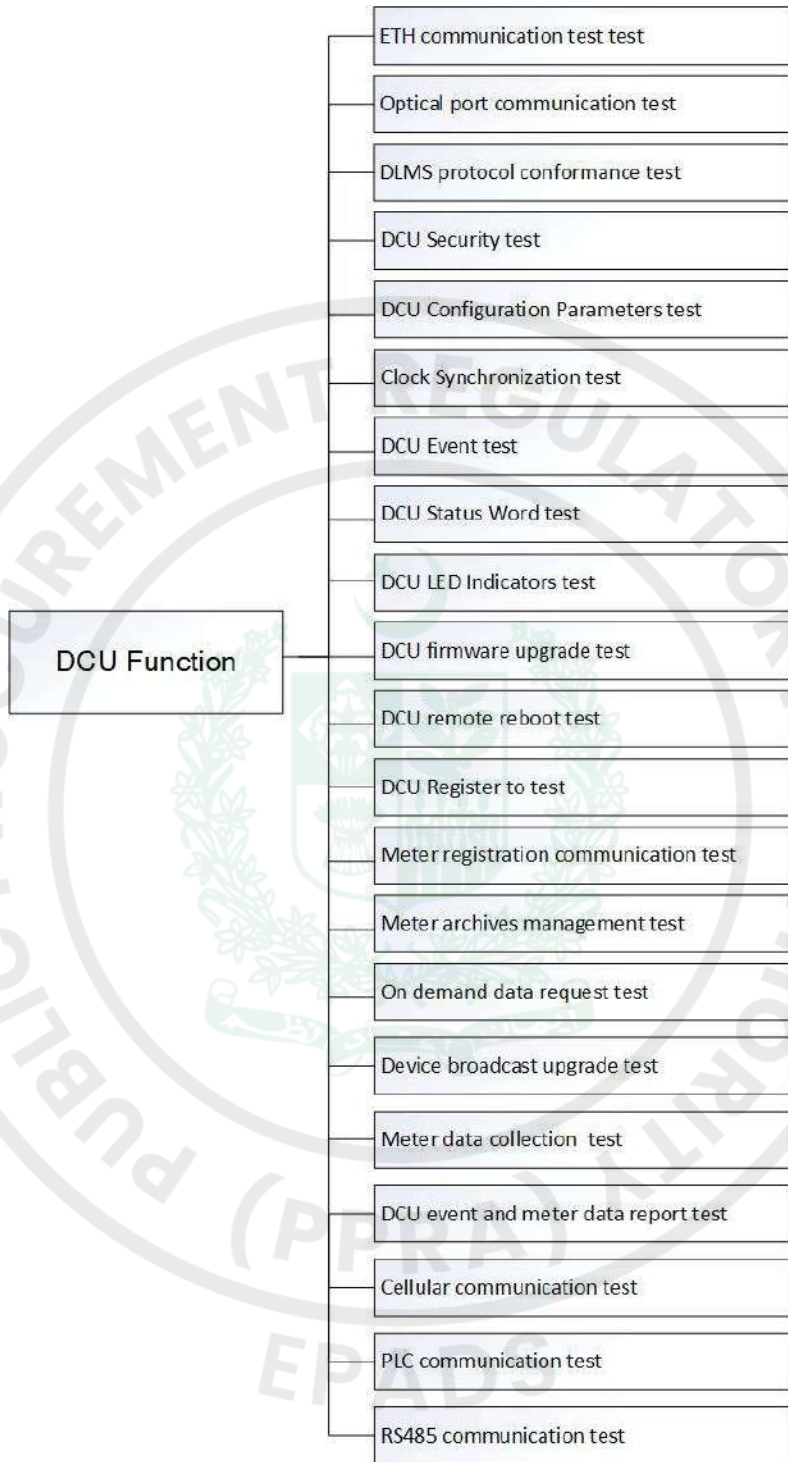 ETH communication test test
Optical port communication test
DLMS protocol conformance test
DCU Security test
DCU Configuration Parameters test
Clock Synchronization test
DCU Event test
DCU Status Word test
DCU LED Indicators test
DCU Function
DCU firmware upgrade test
DCU remote reboot test
DCU Register to test
Meter registration communication test
Meter archives management test
On demand data request test
Device broadcast upgrade test
Meter data collection test
DCU event and meter data report test
Cellular communication test
PLC communication test
RS485 communication test
PUBLIC PROCUREMENT REGULATORY AUTHORITY
(PPRA)
EPADS